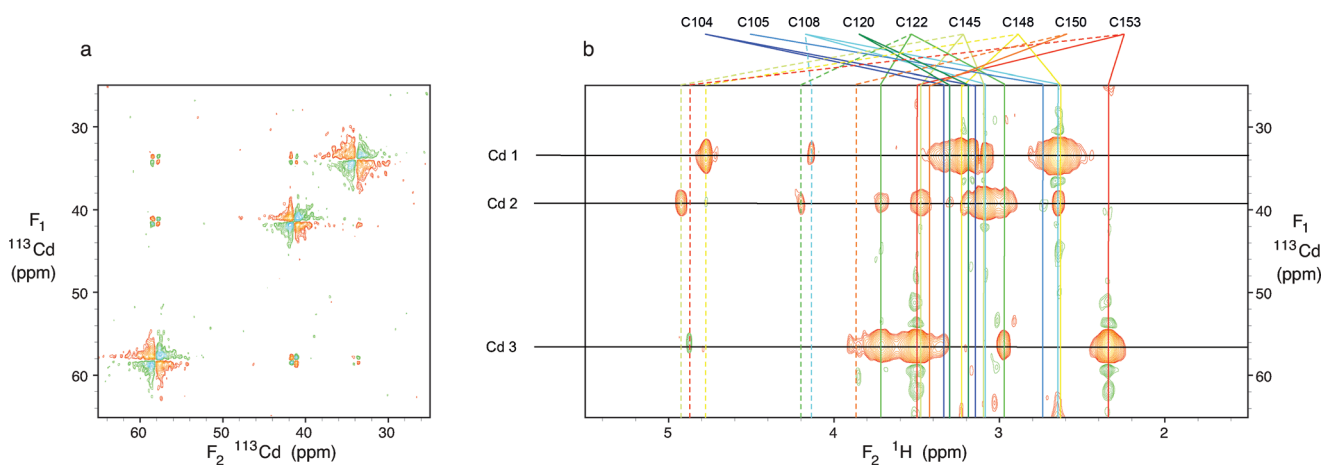 C104 C105 C108 C120 C122 C145 C148 C150 C153
a
b
30
40
50
60
F1
113Cd
(ppm)
60 50 40 30
F2 113Cd (ppm)
Cd 1
Cd 2
Cd 3
5 4 3 2
F2 1H (ppm)
30
40
50
60
F1
113Cd
(ppm)